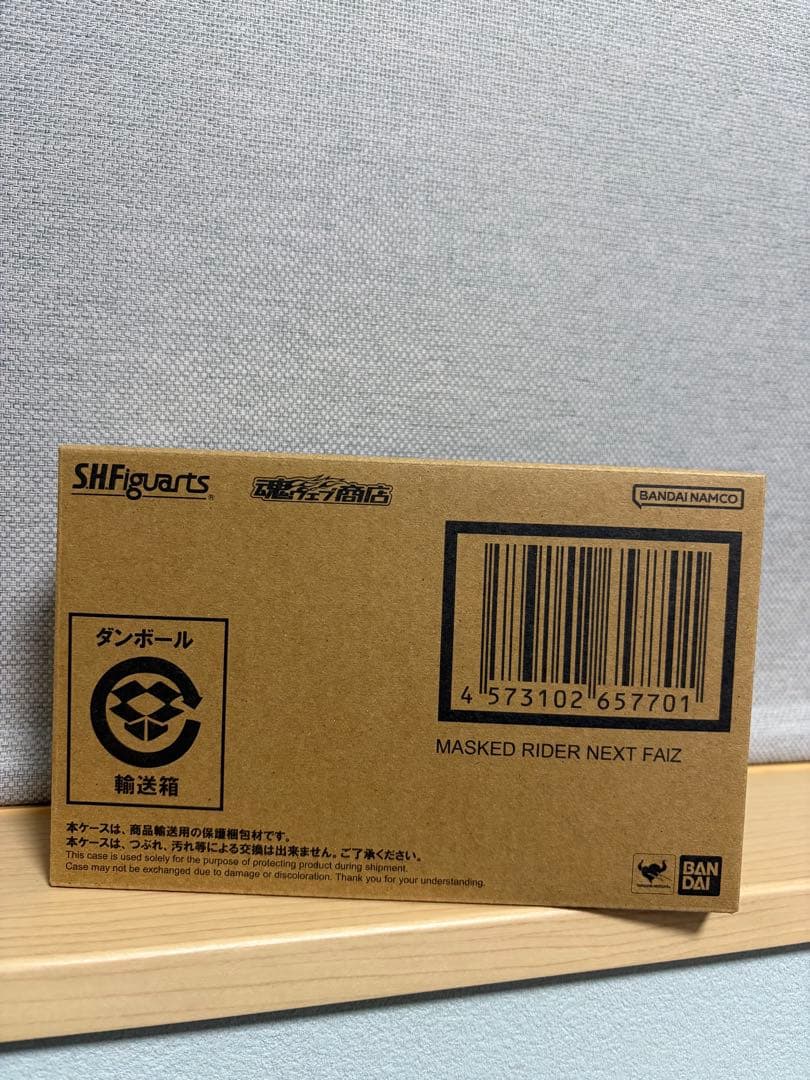 S.H.Figuarts®
魂ウェブ商店
BANDAI NAMCO
4 573102 657701
MASKED RIDER NEXT FAIZ
ダンボール
輸送箱
本ケースは、商品輸送用の保護梱包材です。
本ケースは、つぶれ、汚れ等による交換は出来ません。ご了承ください。
This case is used solely for the purpose of protecting product during shipment.
Case may not be exchanged due to damage or discoloration. Thank you for your understanding.
BAN
DAI